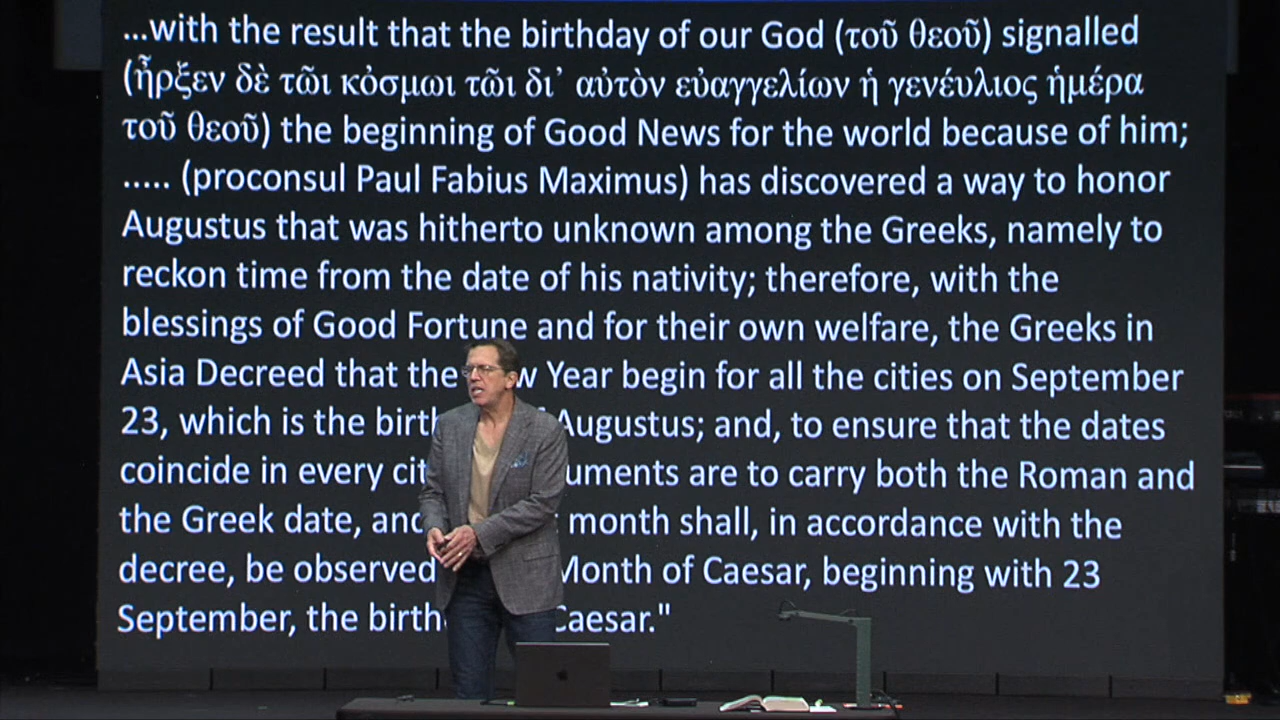 ...with the result that the birthday of our God (τοῦ θεοῦ) signalled
(ἦρξεν δὲ τῶι κόσμωι τῶι δι᾽ αὐτὸν εὐαγγελίων ἡ γενέυλιος ἡμέρα
τοῦ θεοῦ) the beginning of Good News for the world because of him;
..... (proconsul Paul Fabius Maximus) has discovered a way to honor
Augustus that was hitherto unknown among the Greeks, namely to
reckon time from the date of his nativity; therefore, with the
blessings of Good Fortune and for their own welfare, the Greeks in
Asia Decreed that the Year begin for all the cities on September
23, which is the Augustus; and, to ensure that the dates
coincide in every are to carry both the Roman and
the Greek date, month shall, in accordance with the
decree, be observed Month of Caesar, beginning with 23
September, the Caesar."